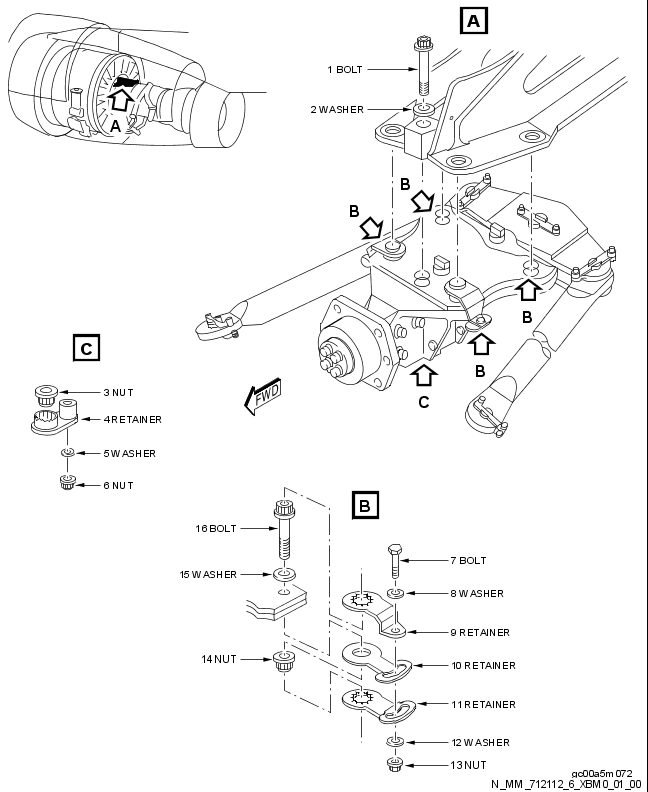 A
1 BOLT
2 WASHER
A
B
B
B
B
C
C
3 NUT
4 RETAINER
5 WASHER
6 NUT
FWD
B
16 BOLT
7 BOLT
15 WASHER
8 WASHER
9 RETAINER
14 NUT
10 RETAINER
11 RETAINER
12 WASHER
13 NUT
gc00a5m072
N_MM_712112_6_XBM0_01_00